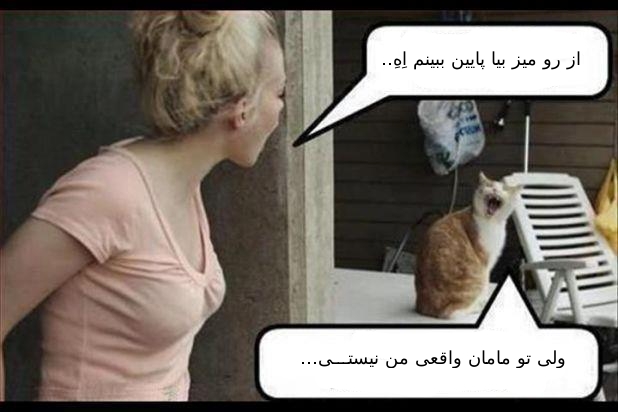 از رو میز بیا پایین ببینم اِهِ..
ولی تو مامان واقعی من نیستـــی...